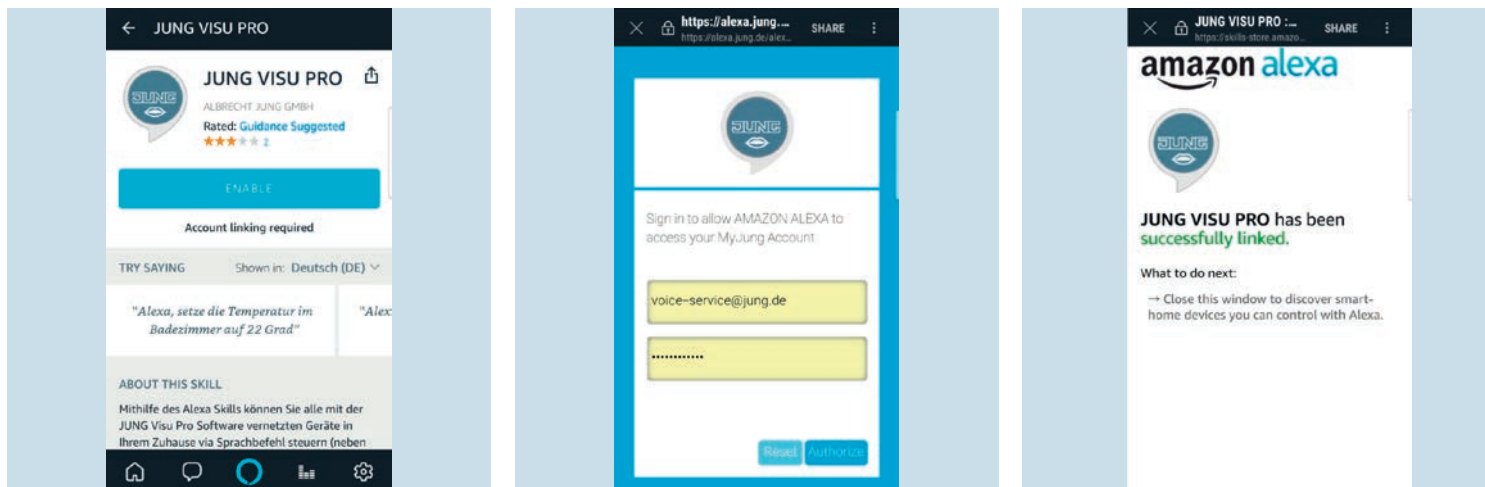 JUNG VISU PRO
JUNG
JUNG VISU PRO
ALBRECHT JUNG GMBH
Rated: Guidance Suggested
2
ENABLE
Account linking required
TRY SAYING
Shown in: Deutsch (DE)
"Alexa, setze die Temperatur im
Badezimmer auf 22 Grad"
"Alex
ABOUT THIS SKILL
Mithilfe des Alexa Skills können Sie alle mit der
JUNG Visu Pro Software vernetzten Geräte in
Ihrem Zuhause via Sprachbefehl steuern (neben
https://alexa.jung....
https://alexa.jung.de/alex...
SHARE
JUNG
Sign in to allow AMAZON ALEXA to
access your MyJung Account
voice-service@jung.de
••••••••••••
Reset
Authorize
JUNG VISU PRO :...
https://skills-store.amazo...
SHARE
amazon alexa
JUNG
JUNG VISU PRO has been
successfully linked.
What to do next:
→ Close this window to discover smart-
home devices you can control with Alexa.